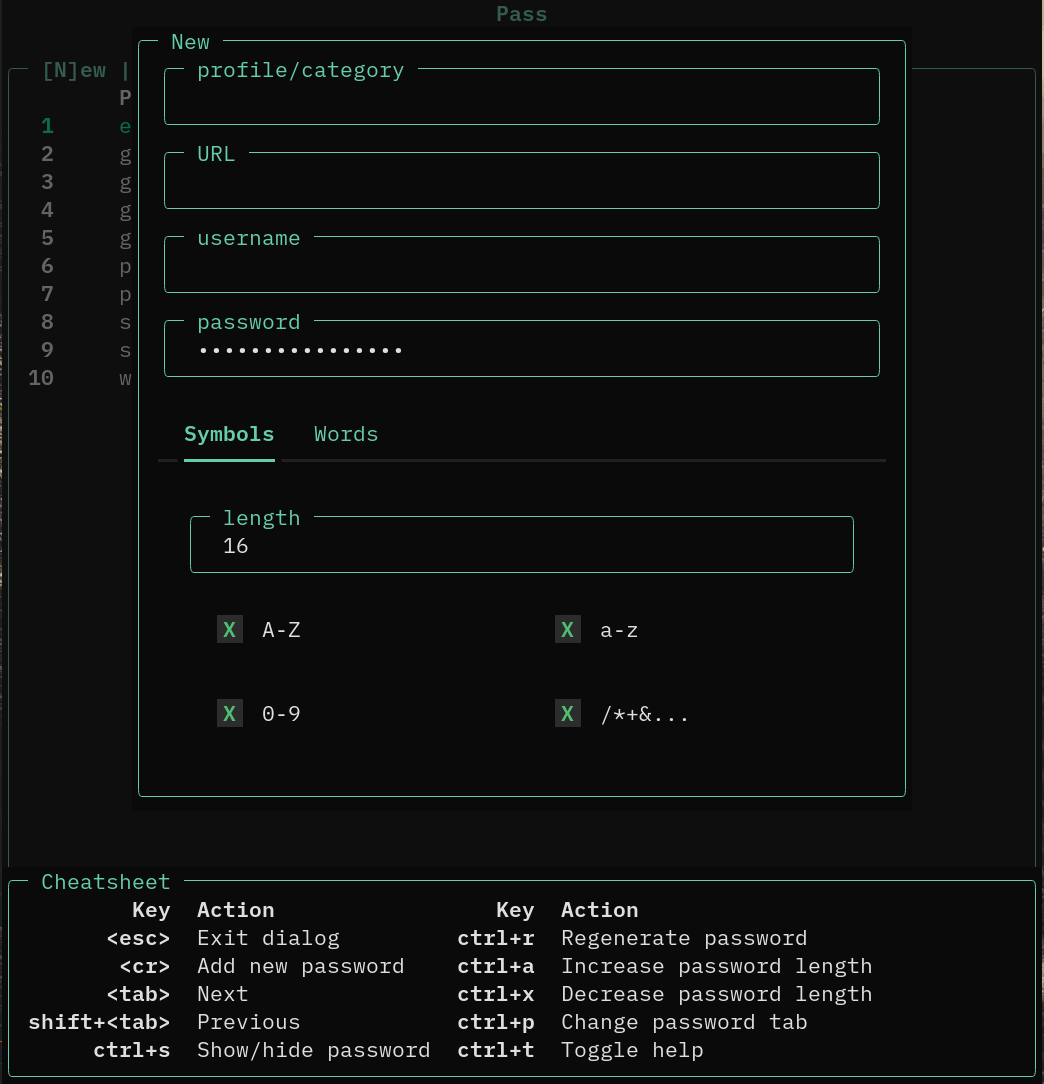 Pass
New
[N]ew |
profile/category
P
1 e
2 g
URL
3 g
4 g
5 g
username
6 p
7 p
8 s
password
9 s
••••••••••••••••
10 w
Symbols Words
length
16
X A-Z X a-z
X 0-9 X /*+&...
Cheatsheet
Key Action Key Action
<esc> Exit dialog ctrl+r Regenerate password
<cr> Add new password ctrl+a Increase password length
<tab> Next ctrl+x Decrease password length
shift+<tab> Previous ctrl+p Change password tab
ctrl+s Show/hide password ctrl+t Toggle help